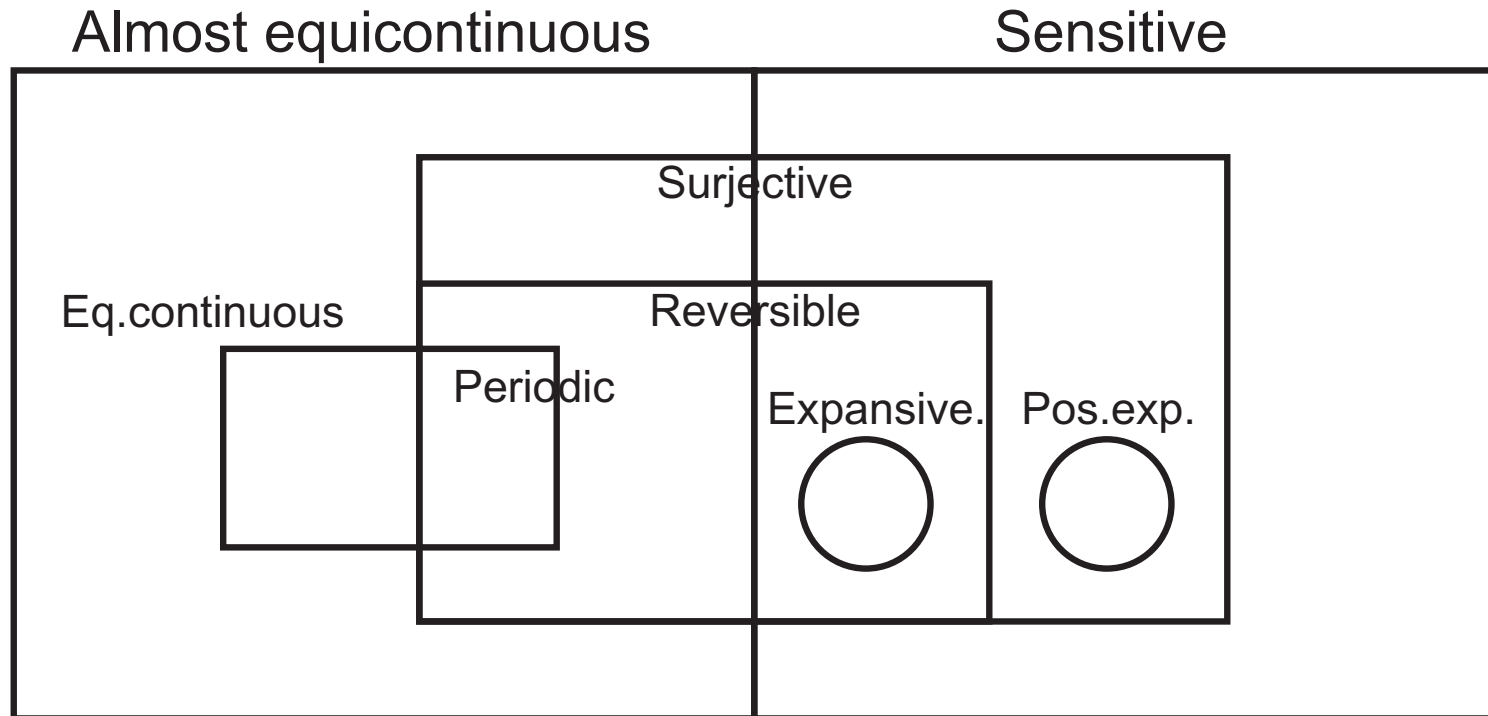 Almost equicontinuous
Sensitive
Surjective
Reversible
Eq.continuous
Periodic
Expansive.
Pos.exp.